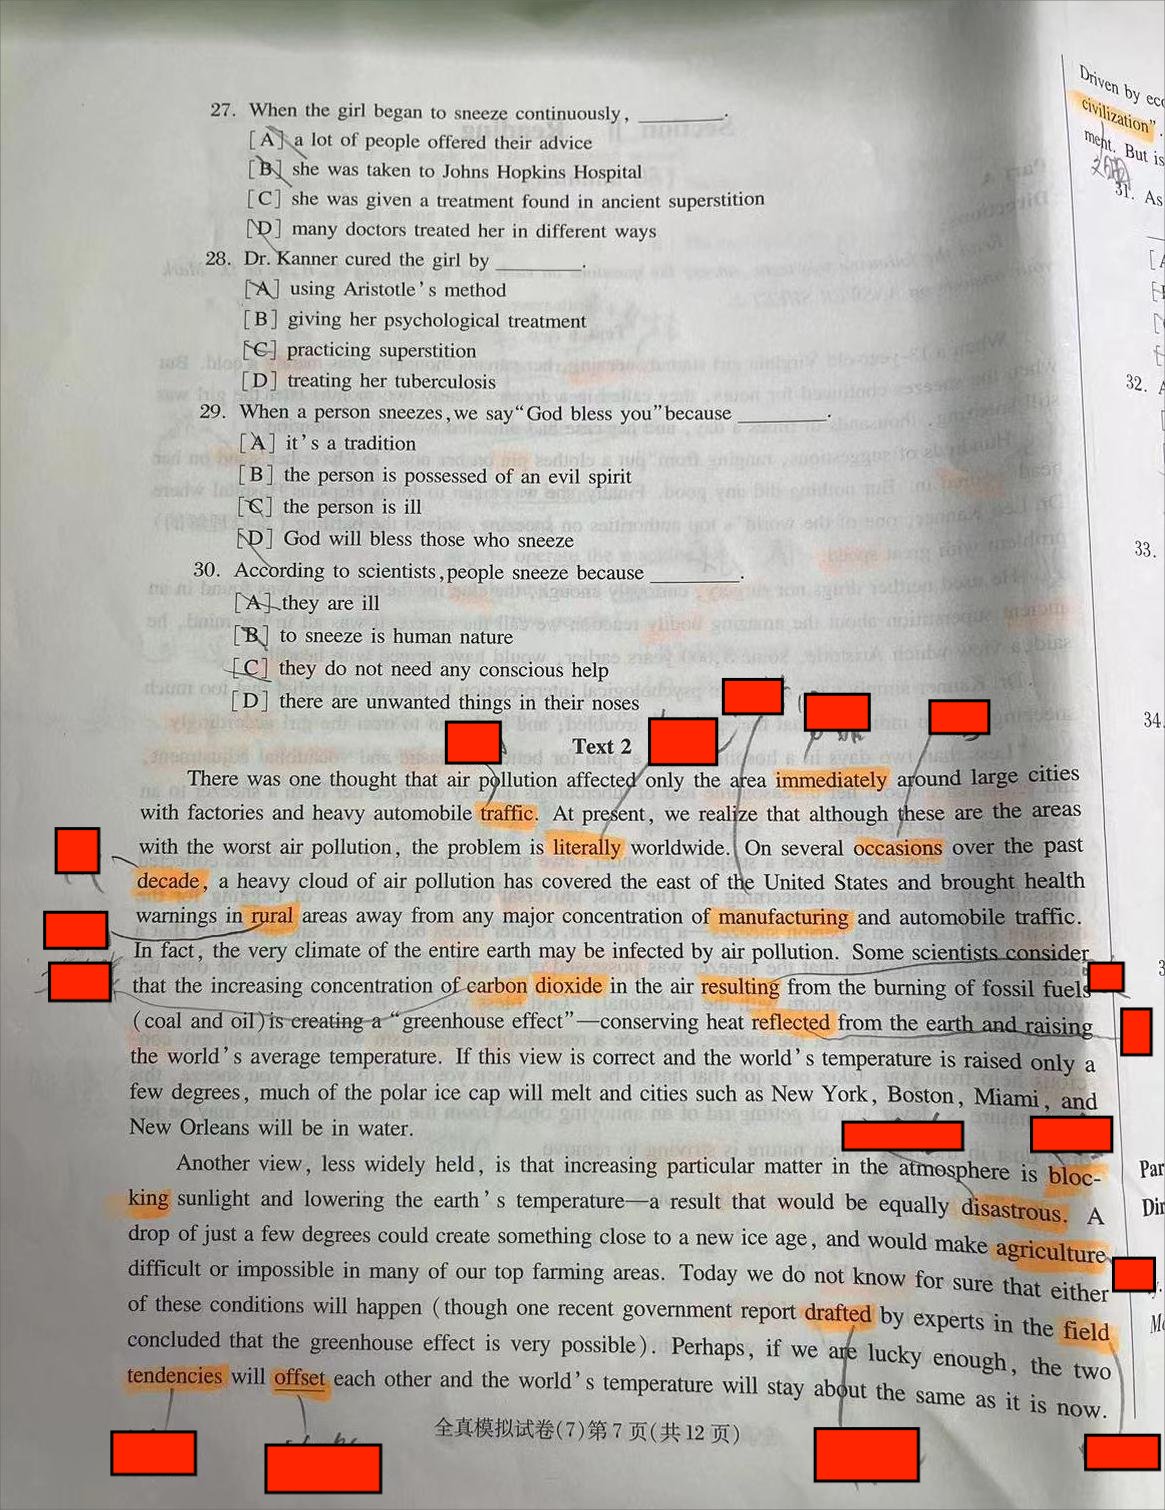 27. When the girl began to sneeze continuously, ________.
[A] a lot of people offered their advice
[B] she was taken to Johns Hopkins Hospital
[C] she was given a treatment found in ancient superstition
[D] many doctors treated her in different ways
28. Dr. Kanner cured the girl by ________.
[A] using Aristotle's method
[B] giving her psychological treatment
[C] practicing superstition
[D] treating her tuberculosis
29. When a person sneezes, we say "God bless you" because ________.
[A] it's a tradition
[B] the person is possessed of an evil spirit
[C] the person is ill
[D] God will bless those who sneeze
30. According to scientists, people sneeze because ________.
[A] they are ill
[B] to sneeze is human nature
[C] they do not need any conscious help
[D] there are unwanted things in their noses
Text 2
There was one thought that air pollution affected only the area immediately around large cities
with factories and heavy automobile traffic. At present, we realize that although these are the areas
with the worst air pollution, the problem is literally worldwide. On several occasions over the past
decade, a heavy cloud of air pollution has covered the east of the United States and brought health
warnings in rural areas away from any major concentration of manufacturing and automobile traffic.
In fact, the very climate of the entire earth may be infected by air pollution. Some scientists consider
that the increasing concentration of carbon dioxide in the air resulting from the burning of fossil fuels
(coal and oil) is creating a "greenhouse effect"—conserving heat reflected from the earth and raising
the world's average temperature. If this view is correct and the world's temperature is raised only a
few degrees, much of the polar ice cap will melt and cities such as New York, Boston, Miami, and
New Orleans will be in water.
Another view, less widely held, is that increasing particular matter in the atmosphere is bloc-
king sunlight and lowering the earth's temperature—a result that would be equally disastrous. A
drop of just a few degrees could create something close to a new ice age, and would make agriculture
difficult or impossible in many of our top farming areas. Today we do not know for sure that either
of these conditions will happen (though one recent government report drafted by experts in the field
concluded that the greenhouse effect is very possible). Perhaps, if we are lucky enough, the two
tendencies will offset each other and the world's temperature will stay about the same as it is now.
全真模拟试卷(7)第 7 页(共 12 页)
Driven by
civilization".
ment. But is
31. As
32.
33.
34.